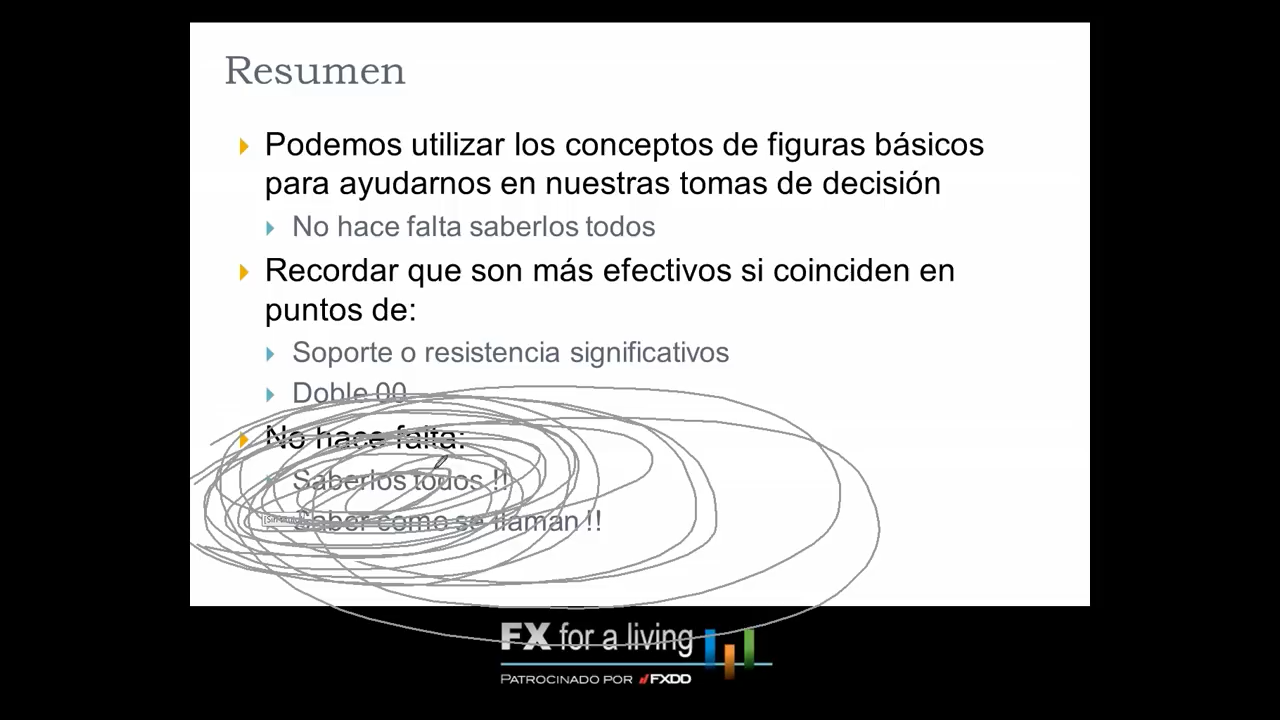 Resumen
Podemos utilizar los conceptos de figuras básicos
para ayudarnos en nuestras tomas de decisión
No hace falta saberlos todos
Recordar que son más efectivos si coinciden en
puntos de:
Soporte o resistencia significativos
Doble 00
No hace falta:
Saberlos todos !!
Saber como se llaman !!
FX for a living
PATROCINADO POR FXDD